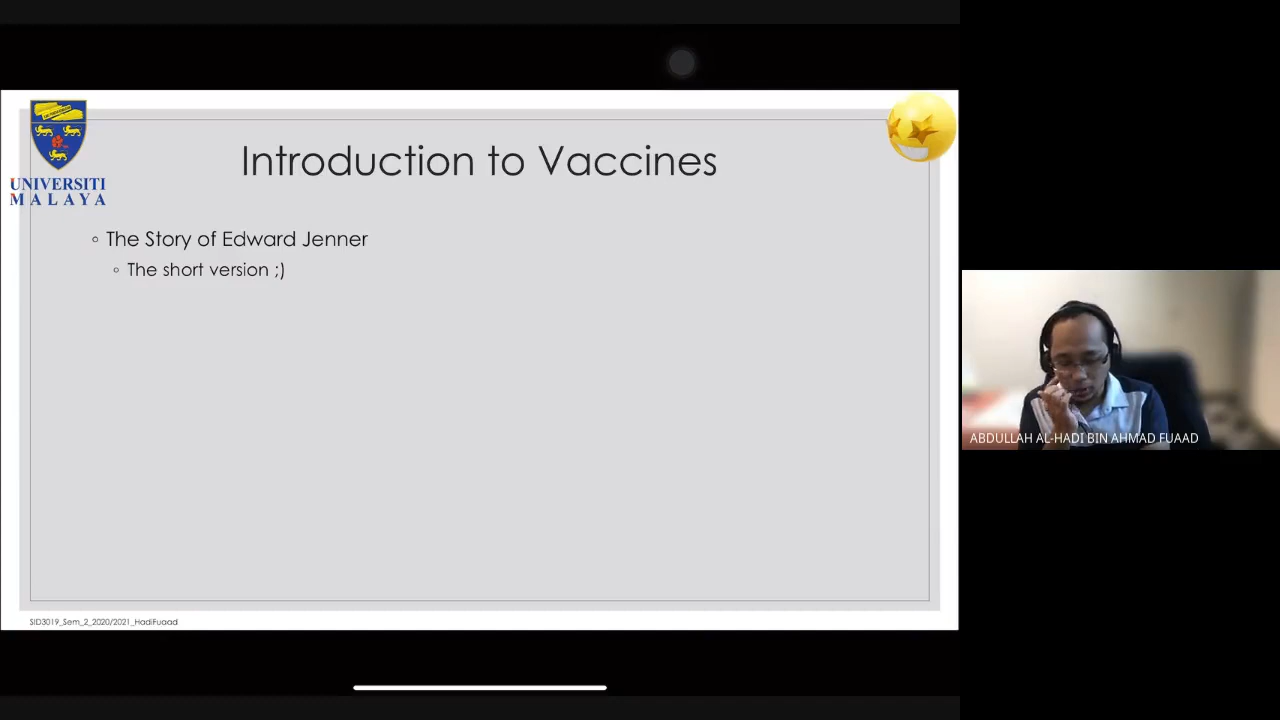 Introduction to Vaccines
UNIVERSITI
MALAYA
◦ The Story of Edward Jenner
◦ The short version ;)
ABDULLAH AL-HADI BIN AHMAD FUAAD
SID3019_Sem_2_2020/2021_HadiFuaad